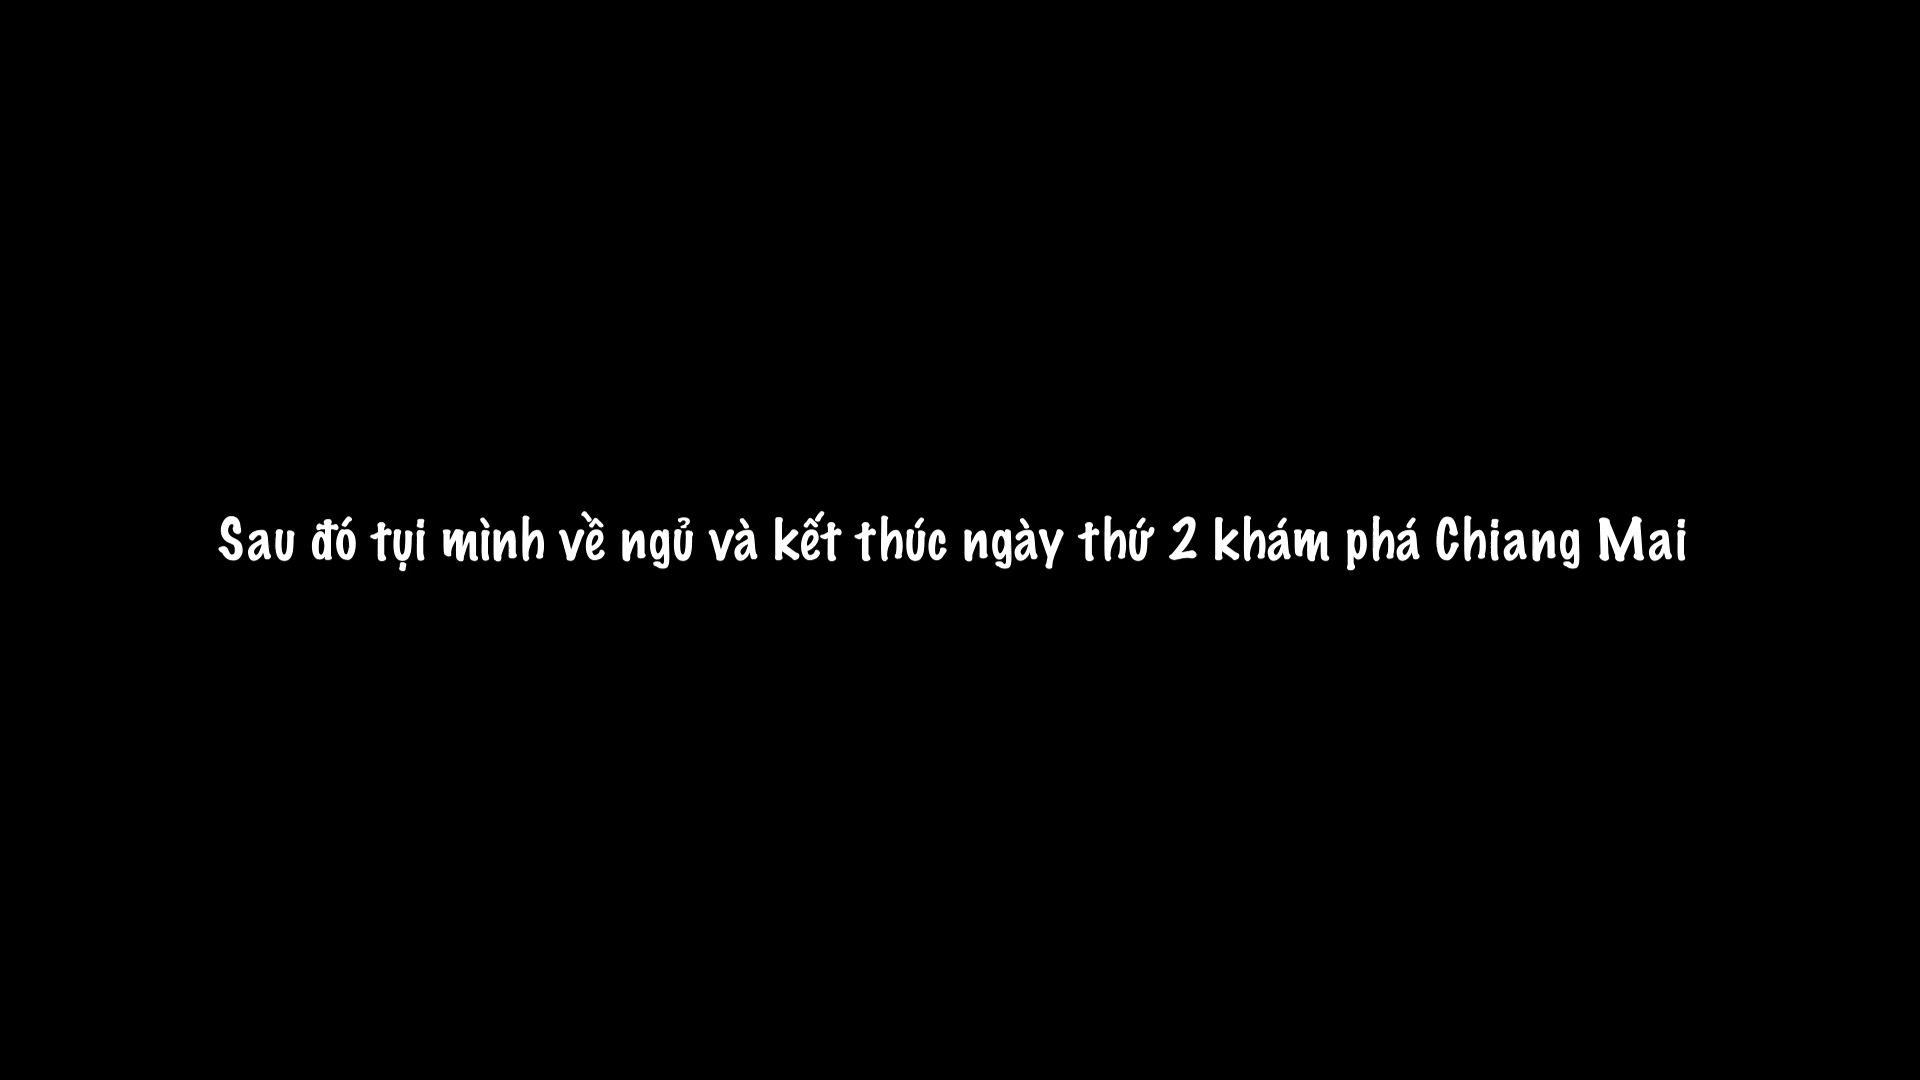 Sau đó tụi mình về ngủ và kết thúc ngày thứ 2 khám phá Chiang Mai